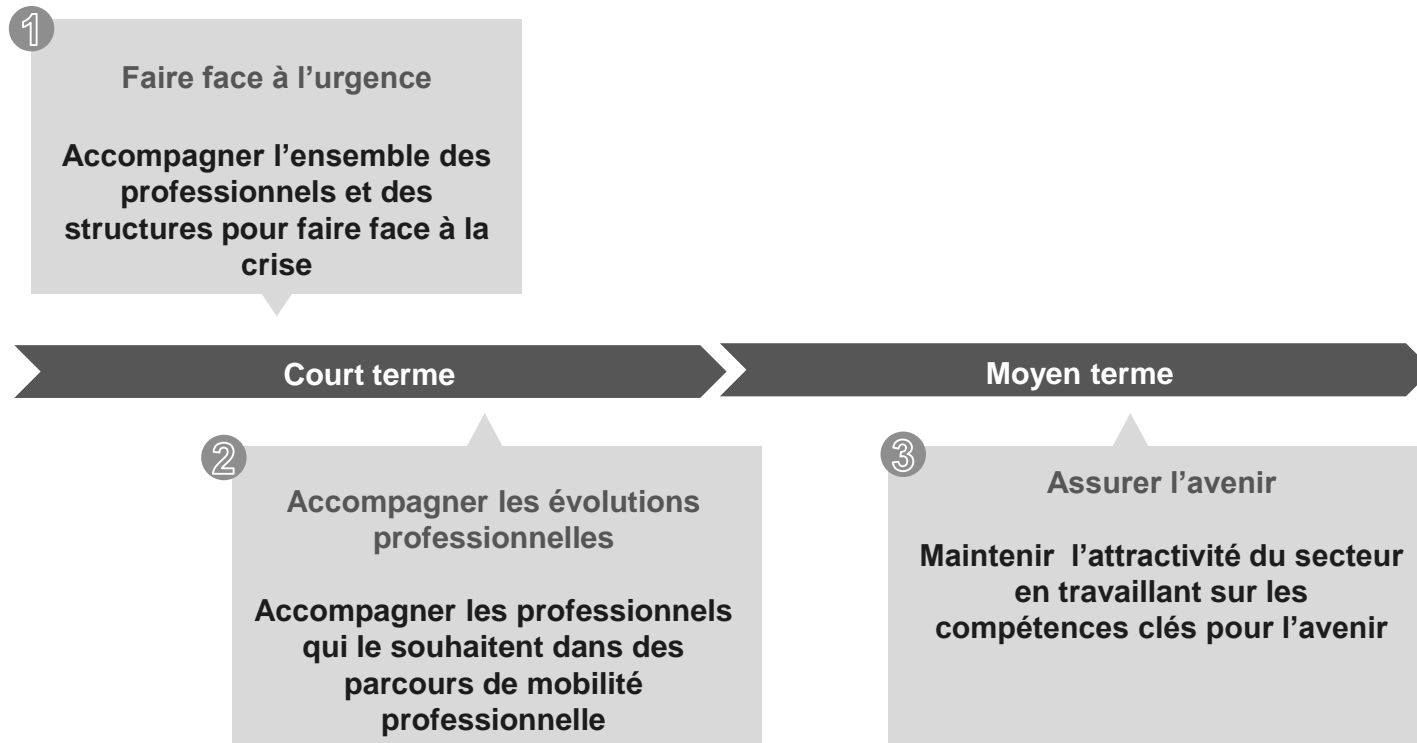 1
Faire face à l’urgence
Accompagner l’ensemble des
professionnels et des
structures pour faire face à la
crise
Court terme
Moyen terme
2
Accompagner les évolutions
professionnelles
Accompagner les professionnels
qui le souhaitent dans des
parcours de mobilité
professionnelle
3
Assurer l’avenir
Maintenir  l’attractivité du secteur
en travaillant sur les
compétences clés pour l’avenir